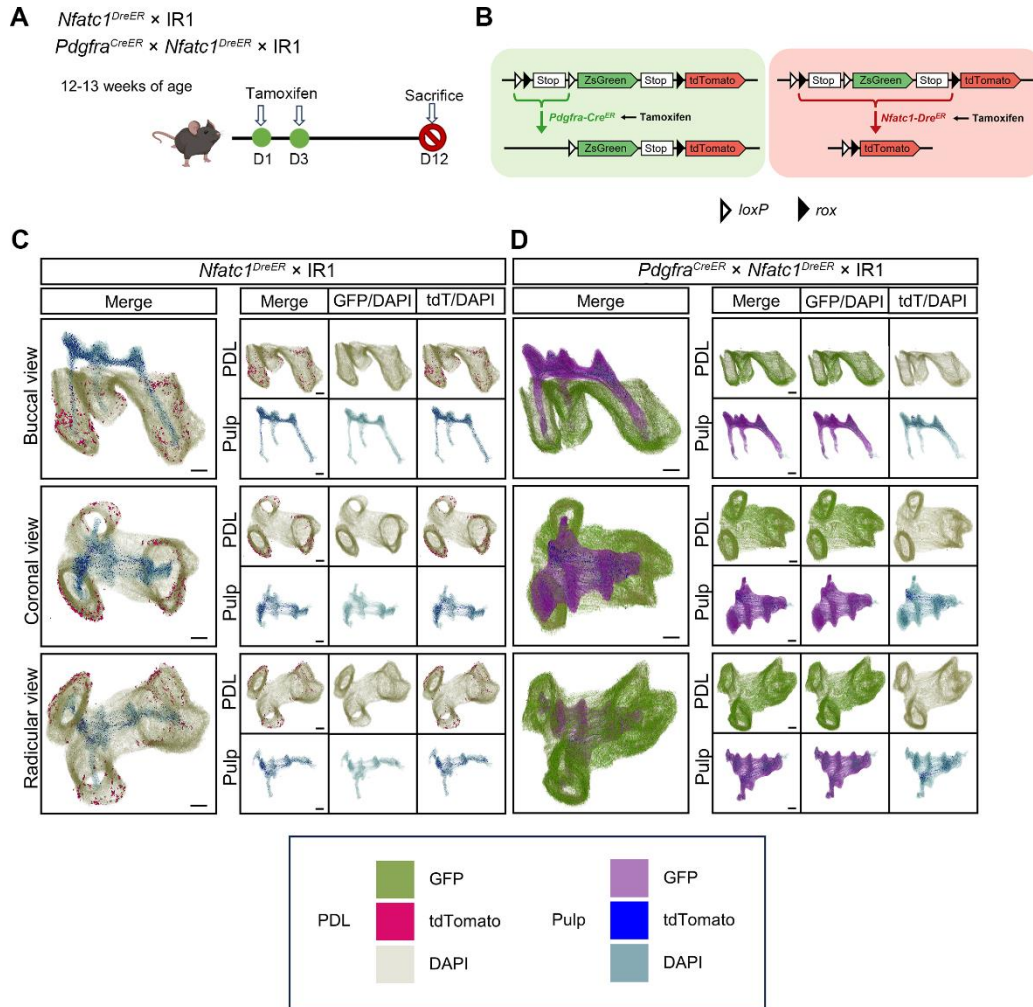 A
Nfatc1DreER × IR1
PdgfraCreER × Nfatc1DreER × IR1
12-13 weeks of age
Tamoxifen
Sacrifice
D1
D3
D12
B
Stop
ZsGreen
Stop
tdTomato
Pdgfra-CreER
Tamoxifen
ZsGreen
Stop
tdTomato
Stop
ZsGreen
Stop
tdTomato
Nfatc1-DreER
Tamoxifen
tdTomato
loxP
rox
C
Nfatc1DreER × IR1
Merge
Merge
GFP/DAPI
tdT/DAPI
Buccal view
PDL
Pulp
Coronal view
PDL
Pulp
Radicular view
PDL
Pulp
D
PdgfraCreER × Nfatc1DreER × IR1
Merge
Merge
GFP/DAPI
tdT/DAPI
PDL
Pulp
PDL
Pulp
PDL
Pulp
PDL
GFP
tdTomato
DAPI
Pulp
GFP
tdTomato
DAPI